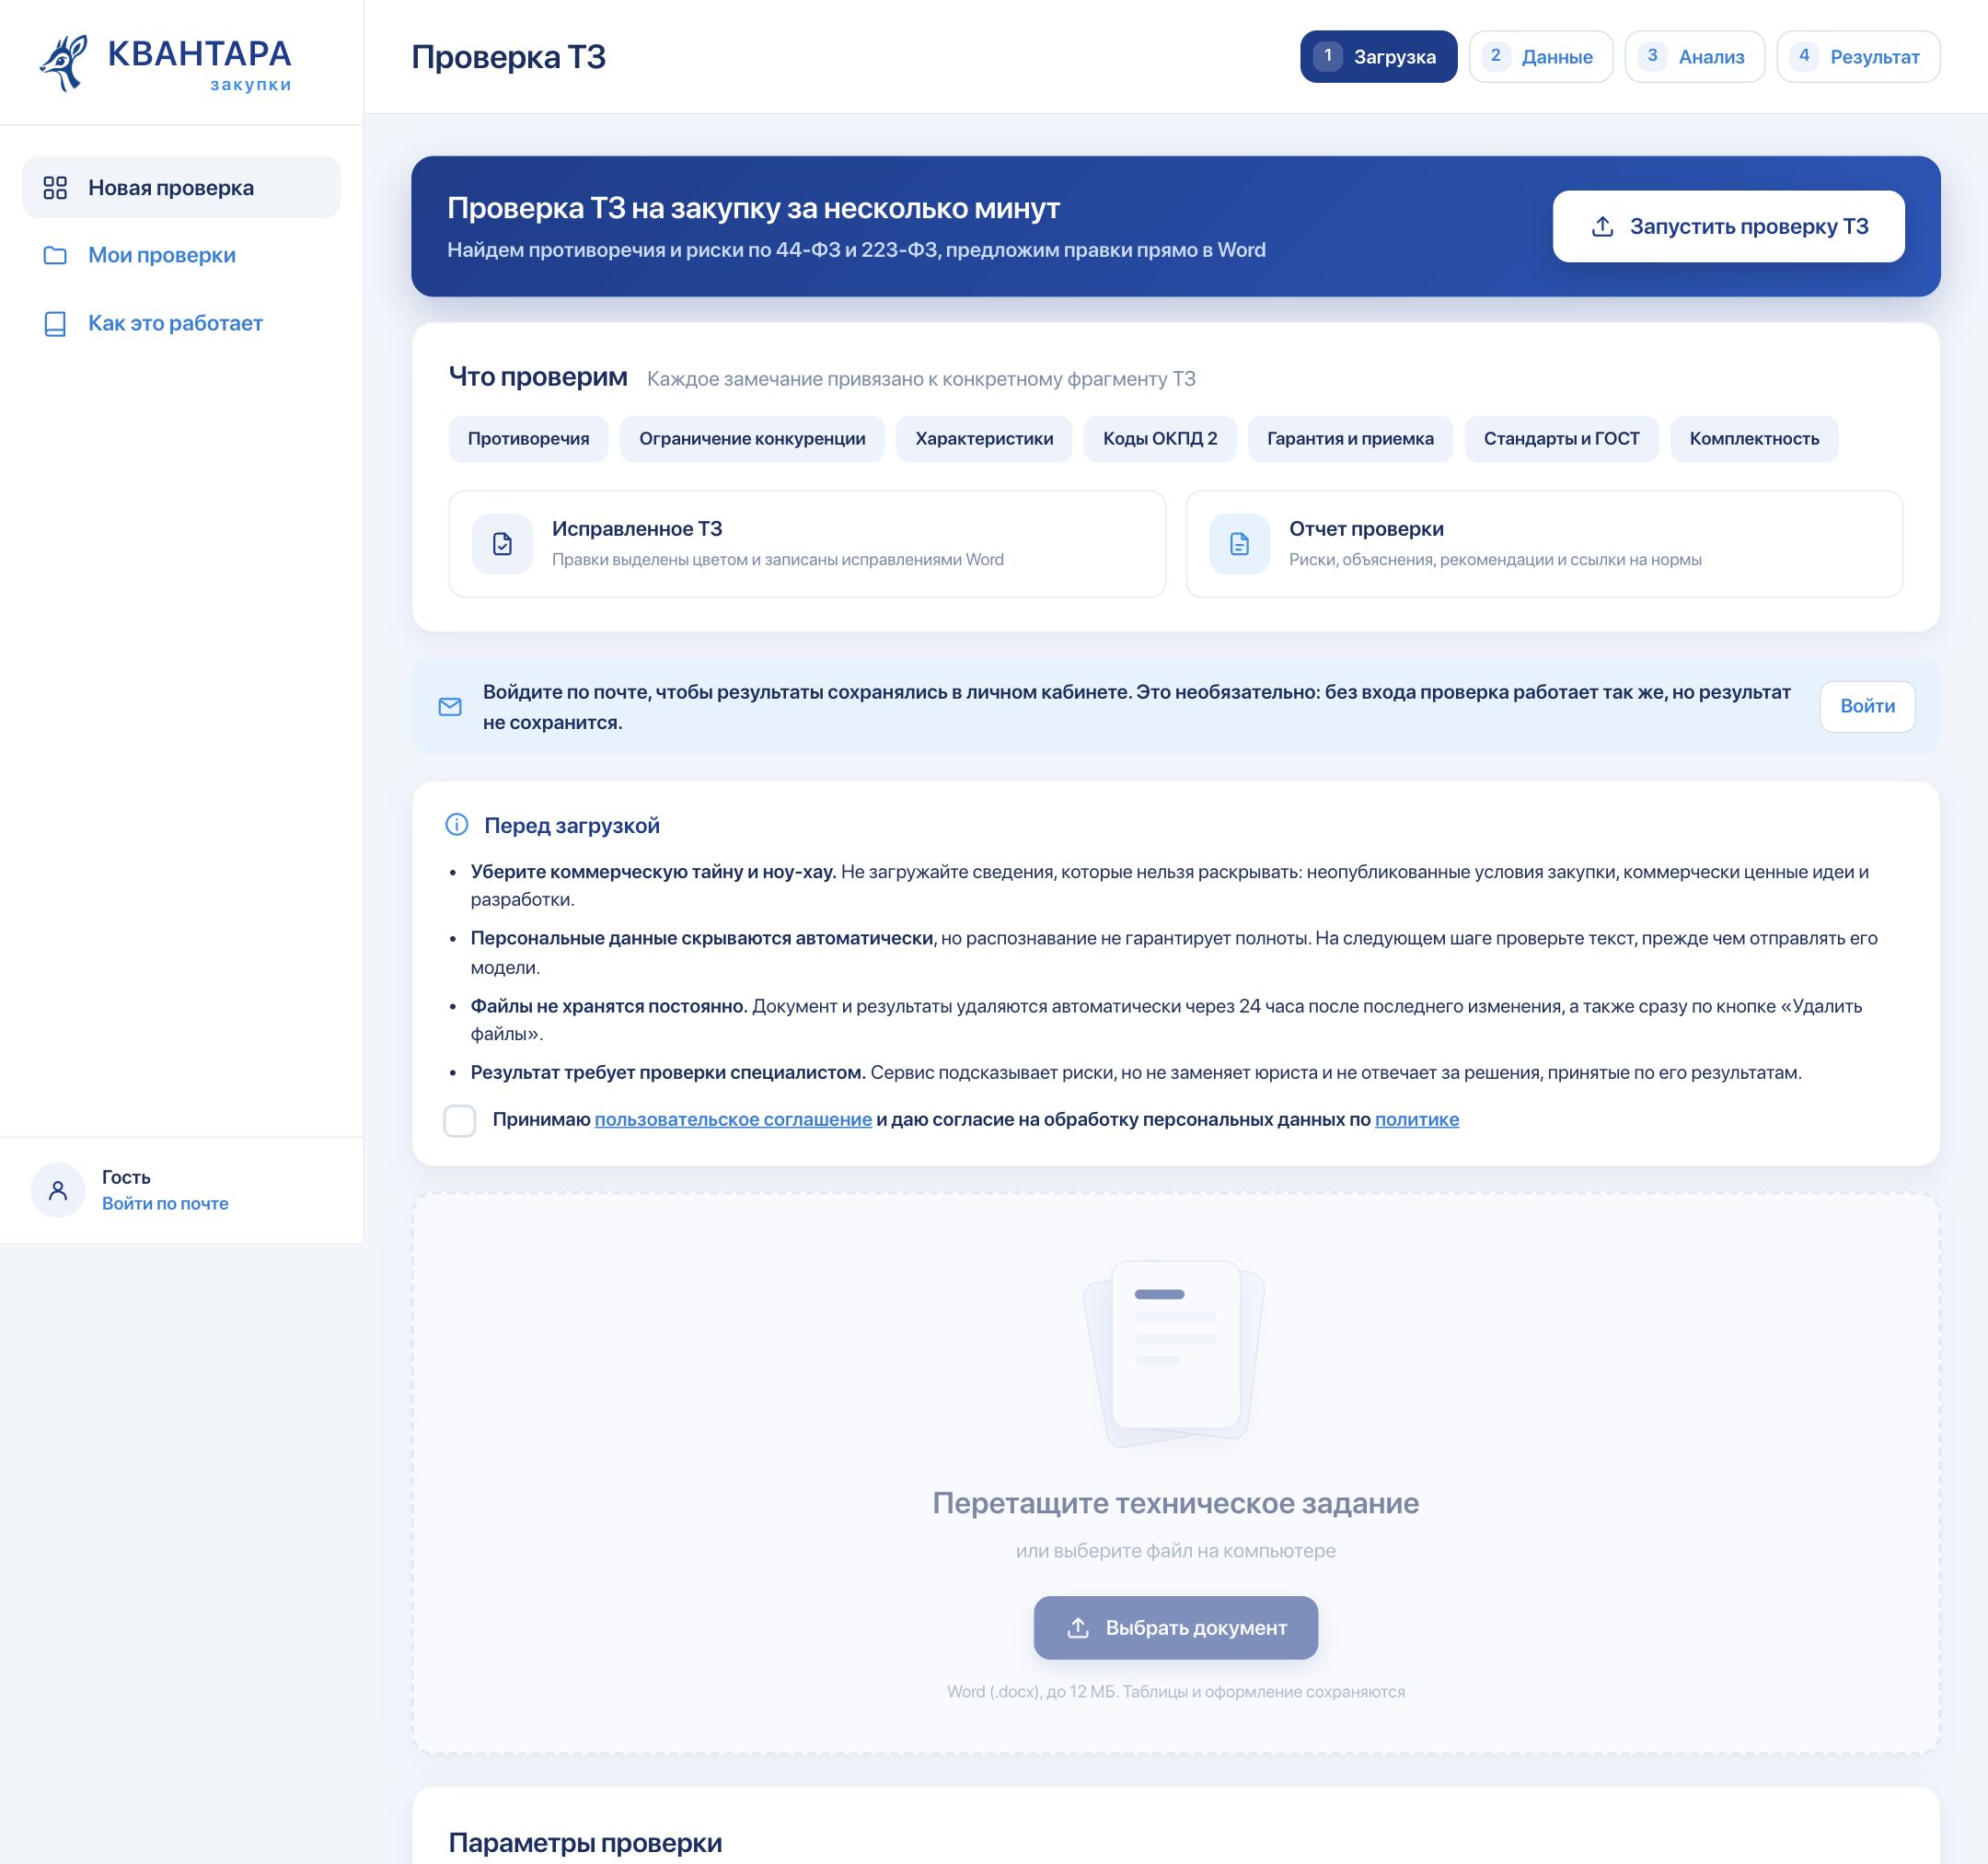 КВАНТАРА
закупки
Новая проверка
Мои проверки
Как это работает
Гость
Войти по почте
Проверка ТЗ
1 Загрузка
2 Данные
3 Анализ
4 Результат
Проверка ТЗ на закупку за несколько минут
Найдем противоречия и риски по 44-ФЗ и 223-ФЗ, предложим правки прямо в Word
Запустить проверку ТЗ
Что проверим
Каждое замечание привязано к конкретному фрагменту ТЗ
Противоречия
Ограничение конкуренции
Характеристики
Коды ОКПД 2
Гарантия и приемка
Стандарты и ГОСТ
Комплектность
Исправленное ТЗ
Правки выделены цветом и записаны исправлениями Word
Отчет проверки
Риски, объяснения, рекомендации и ссылки на нормы
Войдите по почте, чтобы результаты сохранялись в личном кабинете. Это необязательно: без входа проверка работает так же, но результат
не сохранится.
Войти
Перед загрузкой
• Уберите коммерческую тайну и ноу-хау. Не загружайте сведения, которые нельзя раскрывать: неопубликованные условия закупки, коммерчески ценные идеи и
разработки.
• Персональные данные скрываются автоматически, но распознавание не гарантирует полноты. На следующем шаге проверьте текст, прежде чем отправлять его
модели.
• Файлы не хранятся постоянно. Документ и результаты удаляются автоматически через 24 часа после последнего изменения, а также сразу по кнопке «Удалить
файлы».
• Результат требует проверки специалистом. Сервис подсказывает риски, но не заменяет юриста и не отвечает за решения, принятые по его результатам.
Принимаю пользовательское соглашение и даю согласие на обработку персональных данных по политике
Перетащите техническое задание
или выберите файл на компьютере
Выбрать документ
Word (.docx), до 12 МБ. Таблицы и оформление сохраняются
Параметры проверки